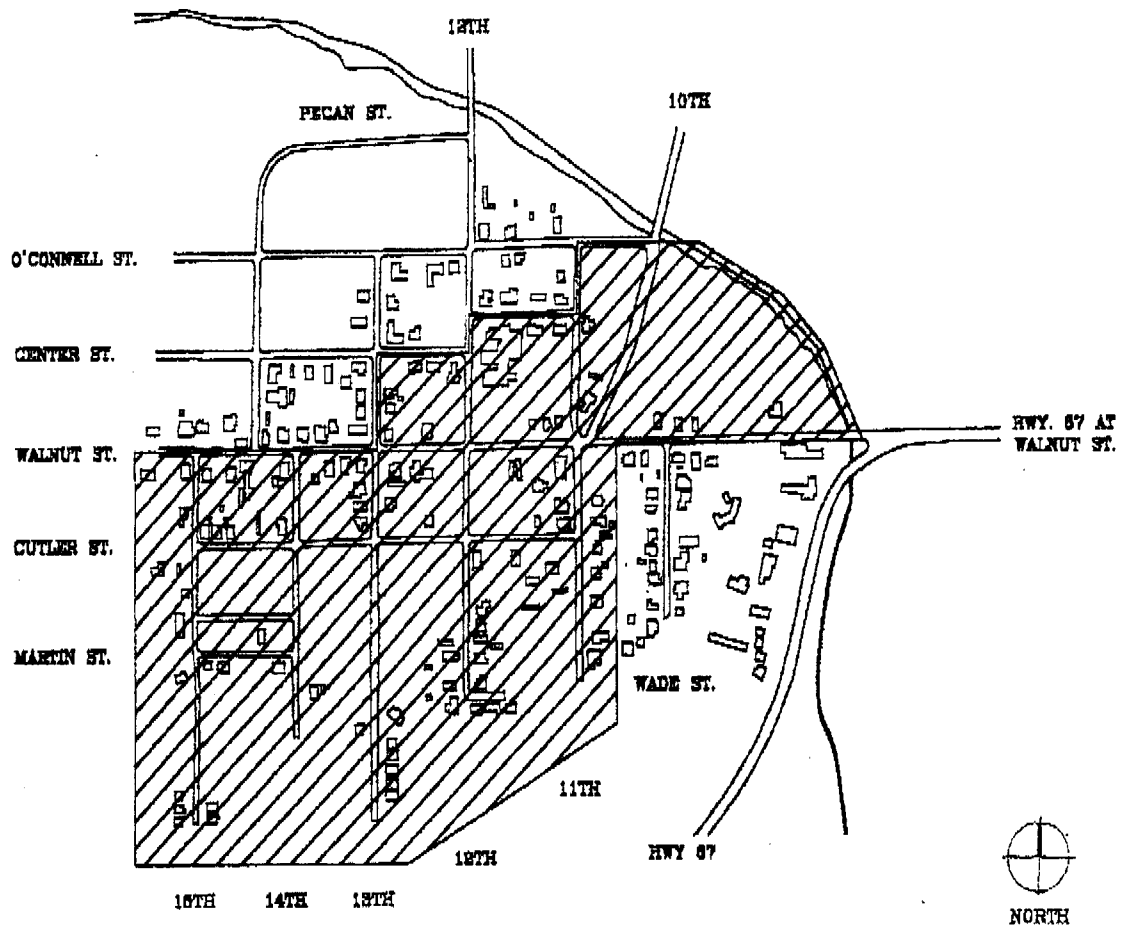 12TH
10TH
PECAN ST.
O'CONNELL ST.
CENTER ST.
HWY. 67 AT
WALNUT ST.
WALNUT ST.
CUTLER ST.
MARTIN ST.
WADE ST.
11TH
HWY 67
12TH
15TH
14TH
13TH
NORTH